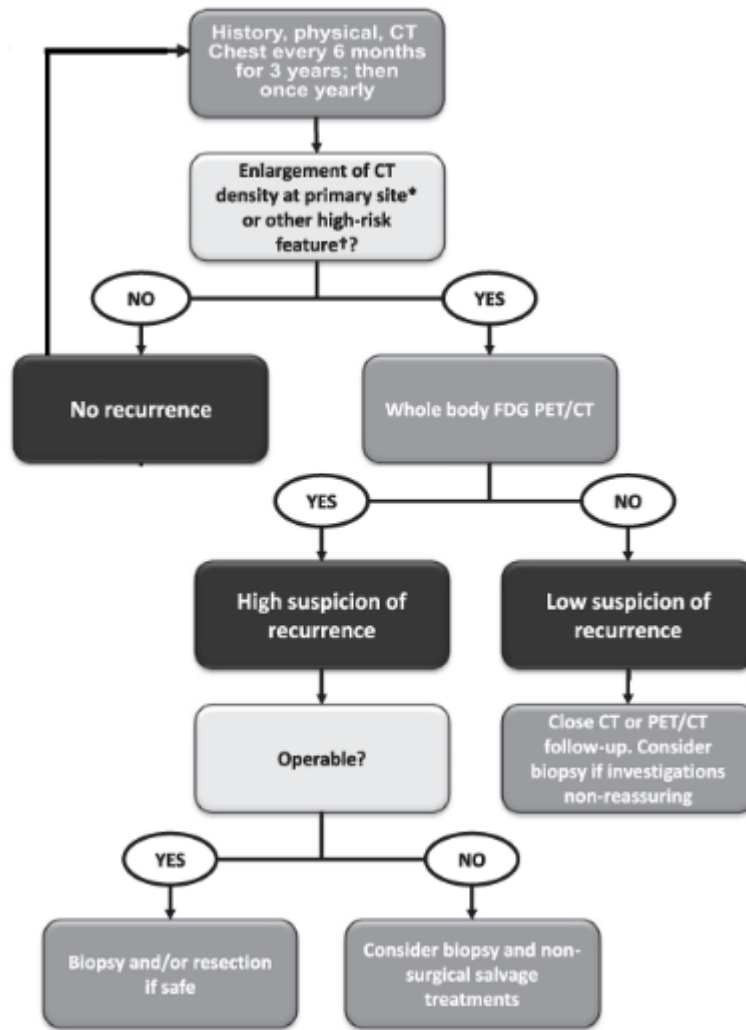 History, physical, CT
Chest every 6 months
for 3 years; then
once yearly
Enlargement of CT
density at primary site*
or other high-risk
feature†?
NO
YES
No recurrence
Whole body FDG PET/CT
YES
NO
High suspicion of
recurrence
Low suspicion of
recurrence
Operable?
Close CT or PET/CT
follow-up. Consider
biopsy if investigations
non-reassuring
YES
NO
Biopsy and/or resection
if safe
Consider biopsy and non-
surgical salvage
treatments